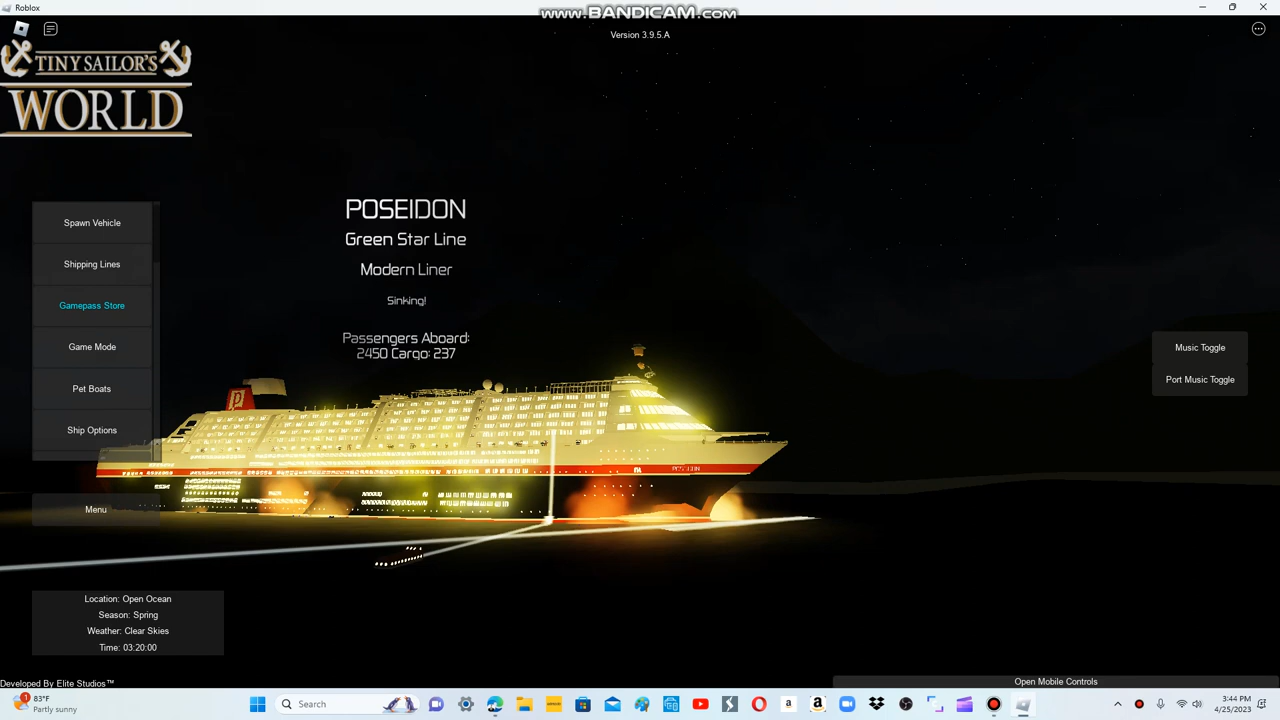 Roblox
www.BANDICAM.com
Version 3.9.5.A
TINY SAILOR'S
WORLD
POSEIDON
Green Star Line
Modern Liner
Sinking!
Passengers Aboard:
2450 Cargo: 237
Spawn Vehicle
Shipping Lines
Gamepass Store
Game Mode
Pet Boats
Ship Options
Menu
Music Toggle
Port Music Toggle
P
POSEIDON
Location: Open Ocean
Season: Spring
Weather: Clear Skies
Time: 03:20:00
Developed By Elite Studios™
Open Mobile Controls
1
83°F
Partly sunny
Search
3:44 PM
4/25/2023